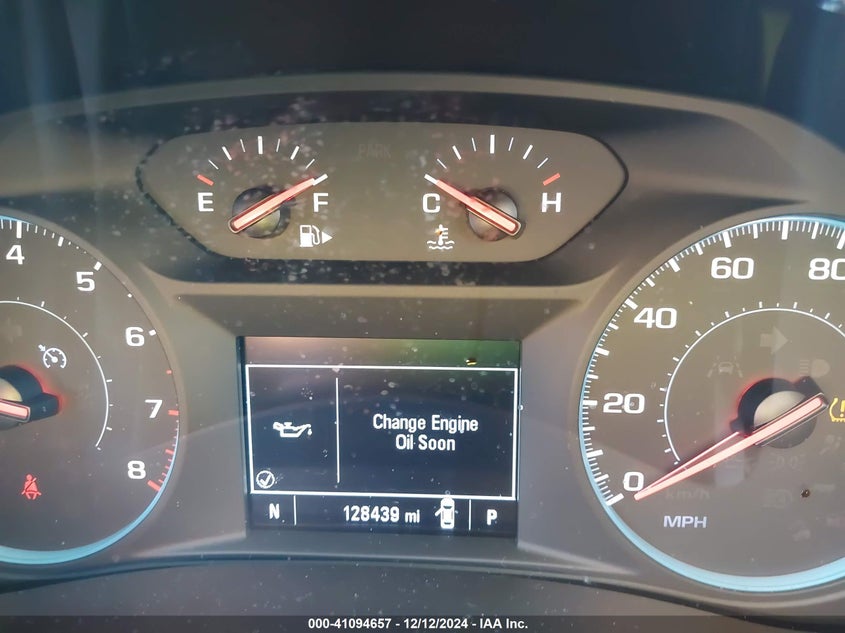 PARK
E F
C H
4
5
6
7
8
0
20
40
60
80
km/h
MPH
Change Engine
Oil Soon
N 128439 mi P
000-41094657 - 12/12/2024 - IAA Inc.